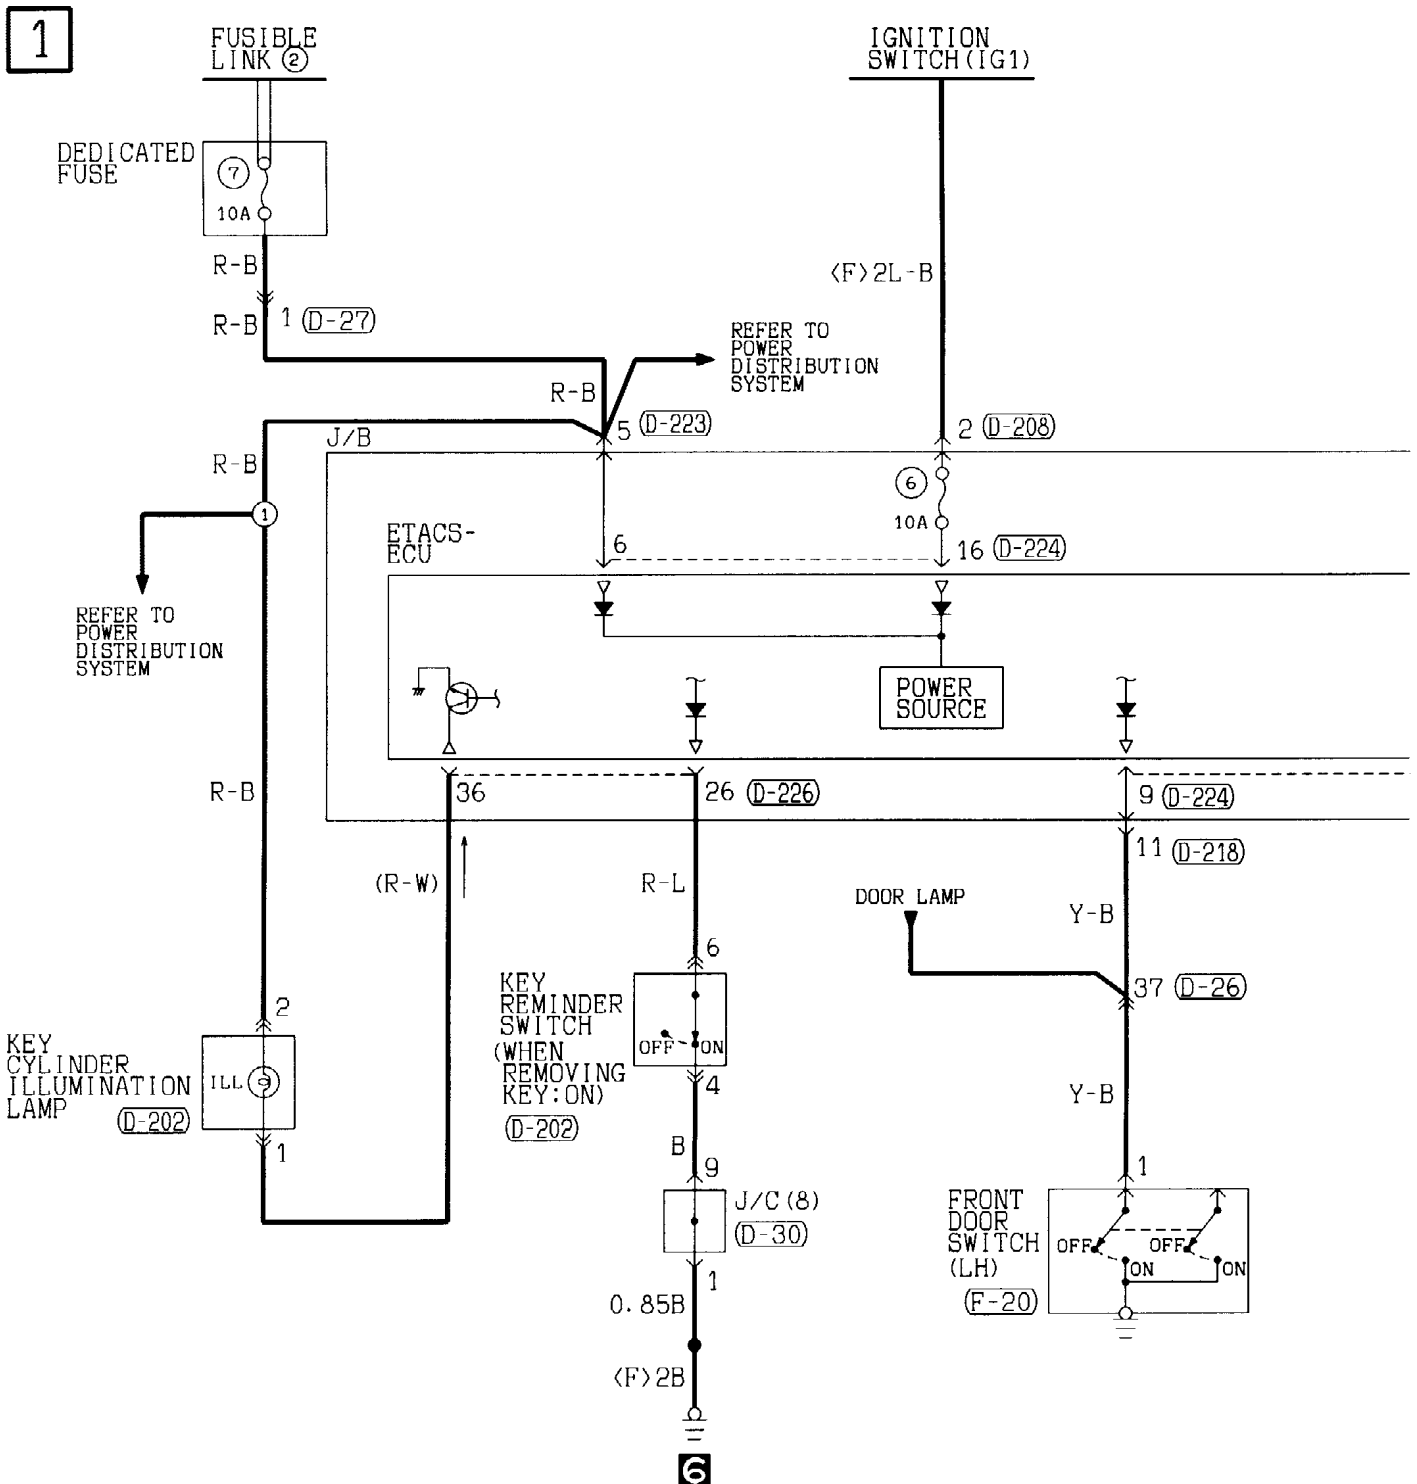 1
FUSIBLE
LINK ②
IGNITION
SWITCH(IG1)
DEDICATED
FUSE
7
10A
R-B
1 (D-27)
R-B
<F>2L-B
REFER TO
POWER
DISTRIBUTION
SYSTEM
R-B
5 (D-223)
2 (D-208)
J/B
R-B
6
10A
1
ETACS-
ECU
6
16 (D-224)
REFER TO
POWER
DISTRIBUTION
SYSTEM
POWER
SOURCE
R-B
36
26 (D-226)
9 (D-224)
11 (D-218)
(R-W)
R-L
DOOR LAMP
Y-B
6
37 (D-26)
KEY
REMINDER
SWITCH
(WHEN
REMOVING
KEY:ON)
(D-202)
OFF
ON
4
2
KEY
CYLINDER
ILLUMINATION
LAMP
(D-202)
ILL
1
Y-B
B
9
J/C(8)
(D-30)
1
1
FRONT
DOOR
SWITCH
(LH)
(F-20)
OFF
ON
OFF
ON
0.85B
<F>2B
6